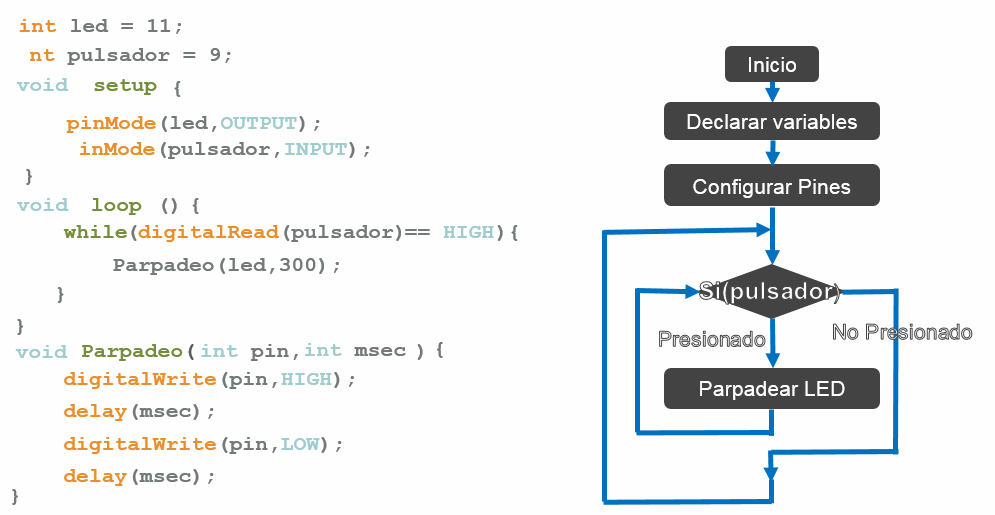 int led = 11;
nt pulsador = 9;
void setup {
pinMode(led,OUTPUT);
inMode(pulsador,INPUT);
}
void loop () {
while(digitalRead(pulsador)== HIGH){
Parpadeo(led,300);
}
}
void Parpadeo(int pin,int msec ) {
digitalWrite(pin,HIGH);
delay(msec);
digitalWrite(pin,LOW);
delay(msec);
}
Inicio
Declarar variables
Configurar Pines
Si(pulsador)
Presionado
No Presionado
Parpadear LED